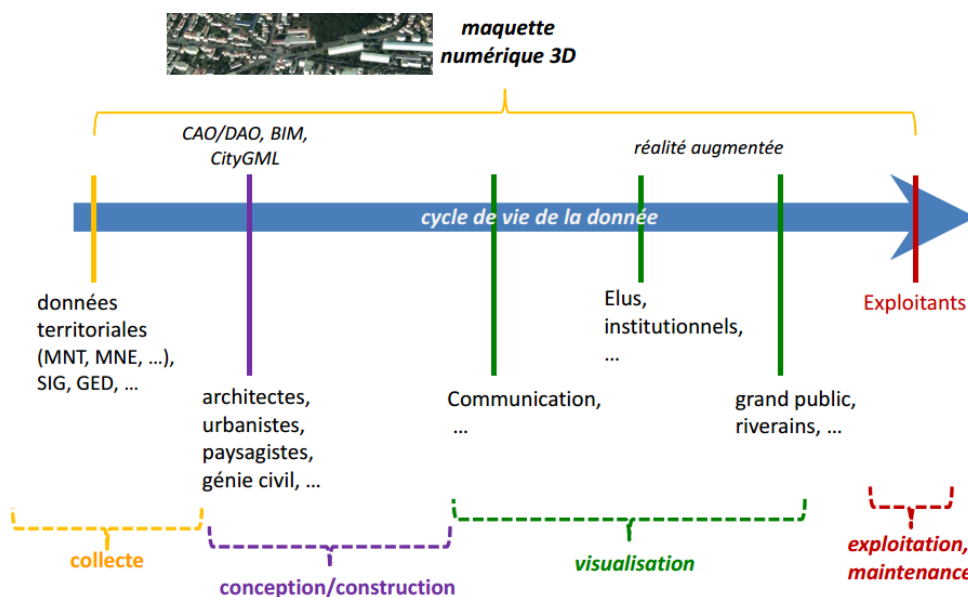 maquette
numérique 3D
CAO/DAO, BIM,
CityGML
réalité augmentée
cycle de vie de la donnée
données
territoriales
(MNT, MNE, ...),
SIG, GED, ...
architectes,
urbanistes,
paysagistes,
génie civil, ...
Communication,
...
Elus,
institutionnels,
...
grand public,
riverains, ...
Exploitants
collecte
conception/construction
visualisation
exploitation,
maintenance